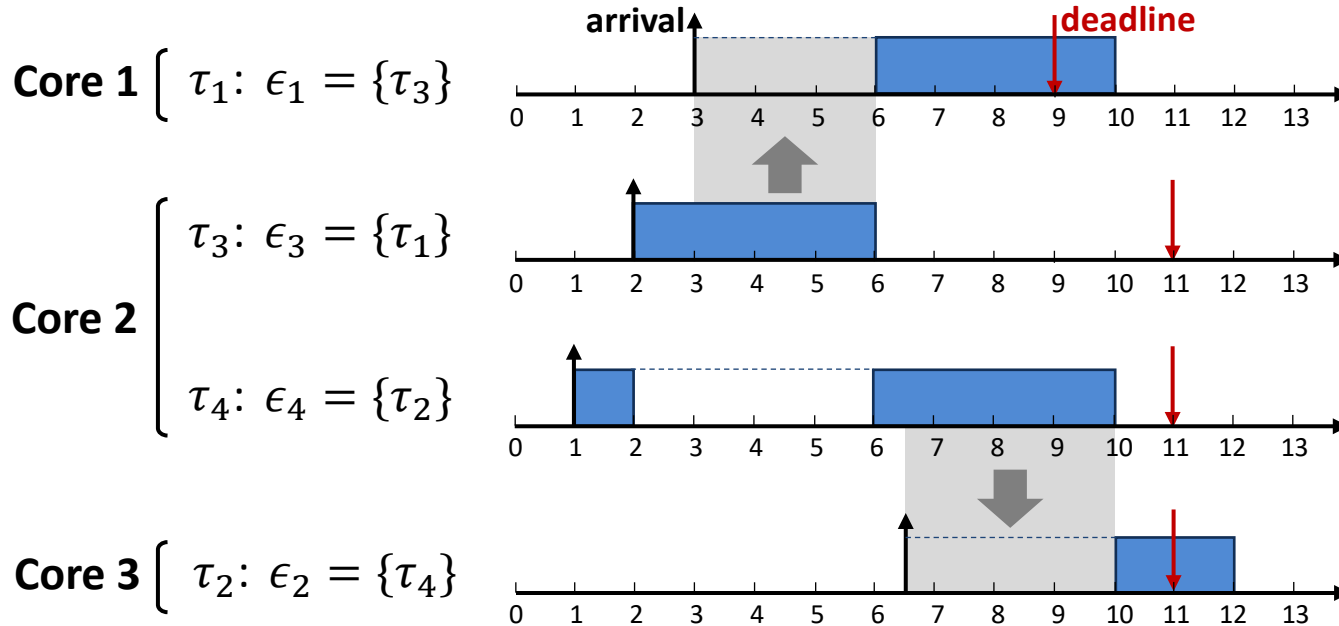 arrival deadline
Core 1 τ₁: ϵ₁ = {τ₃}
0 1 2 3 4 5 6 7 8 9 10 11 12 13
Core 2
τ₃: ϵ₃ = {τ₁}
0 1 2 3 4 5 6 7 8 9 10 11 12 13
τ₄: ϵ₄ = {τ₂}
0 1 2 3 4 5 6 7 8 9 10 11 12 13
Core 3 τ₂: ϵ₂ = {τ₄}
0 1 2 3 4 5 6 7 8 9 10 11 12 13